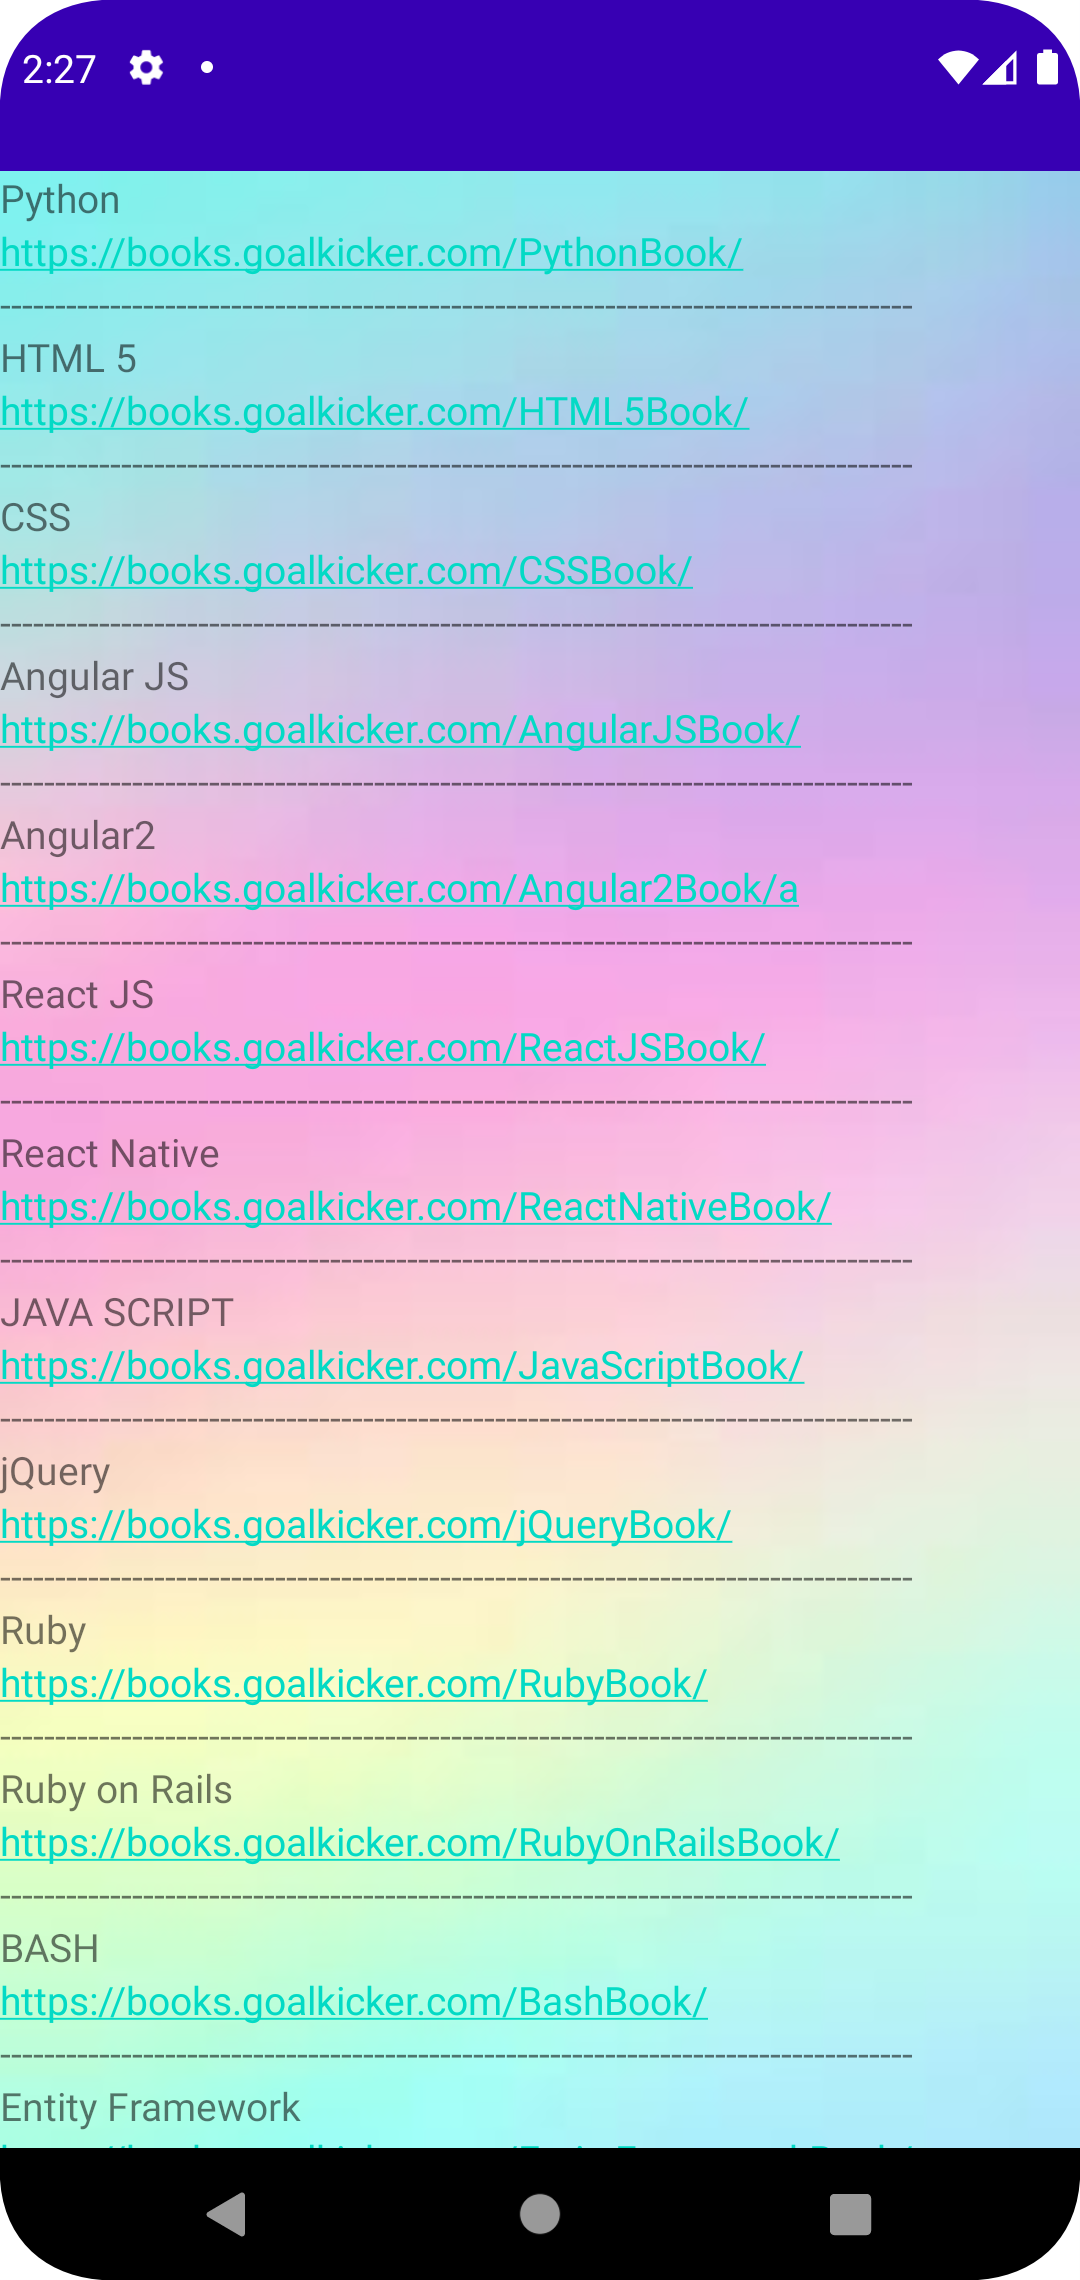 2:27
Python
https://books.goalkicker.com/PythonBook/
-----------------------------------------------------------------------------------
HTML 5
https://books.goalkicker.com/HTML5Book/
-----------------------------------------------------------------------------------
CSS
https://books.goalkicker.com/CSSBook/
-----------------------------------------------------------------------------------
Angular JS
https://books.goalkicker.com/AngularJSBook/
-----------------------------------------------------------------------------------
Angular2
https://books.goalkicker.com/Angular2Book/a
-----------------------------------------------------------------------------------
React JS
https://books.goalkicker.com/ReactJSBook/
-----------------------------------------------------------------------------------
React Native
https://books.goalkicker.com/ReactNativeBook/
-----------------------------------------------------------------------------------
JAVA SCRIPT
https://books.goalkicker.com/JavaScriptBook/
-----------------------------------------------------------------------------------
jQuery
https://books.goalkicker.com/jQueryBook/
-----------------------------------------------------------------------------------
Ruby
https://books.goalkicker.com/RubyBook/
-----------------------------------------------------------------------------------
Ruby on Rails
https://books.goalkicker.com/RubyOnRailsBook/
-----------------------------------------------------------------------------------
BASH
https://books.goalkicker.com/BashBook/
-----------------------------------------------------------------------------------
Entity Framework